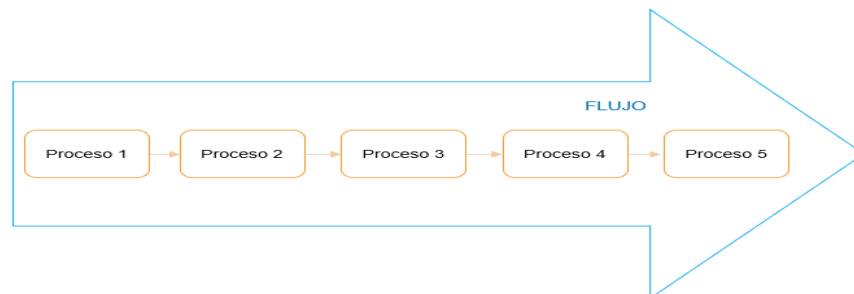 FLUJO
Proceso 1
Proceso 2
Proceso 3
Proceso 4
Proceso 5